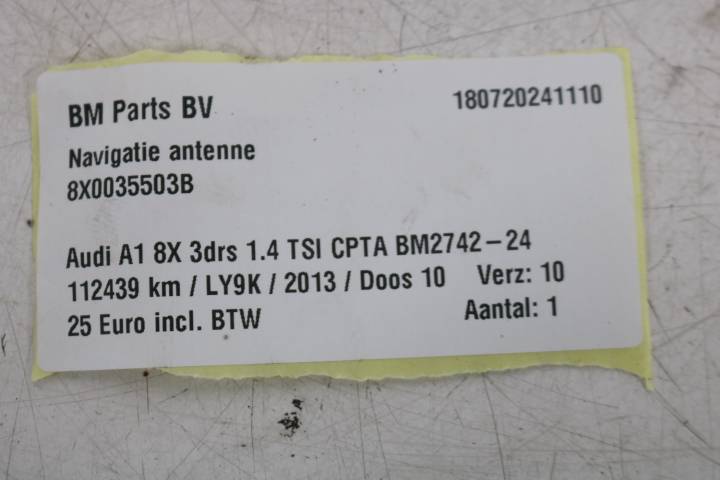 BM Parts BV 180720241110
Navigatie antenne
8X0035503B
Audi A1 8X 3drs 1.4 TSI CPTA BM2742-24
112439 km / LY9K / 2013 / Doos 10 Verz: 10
25 Euro incl. BTW Aantal: 1